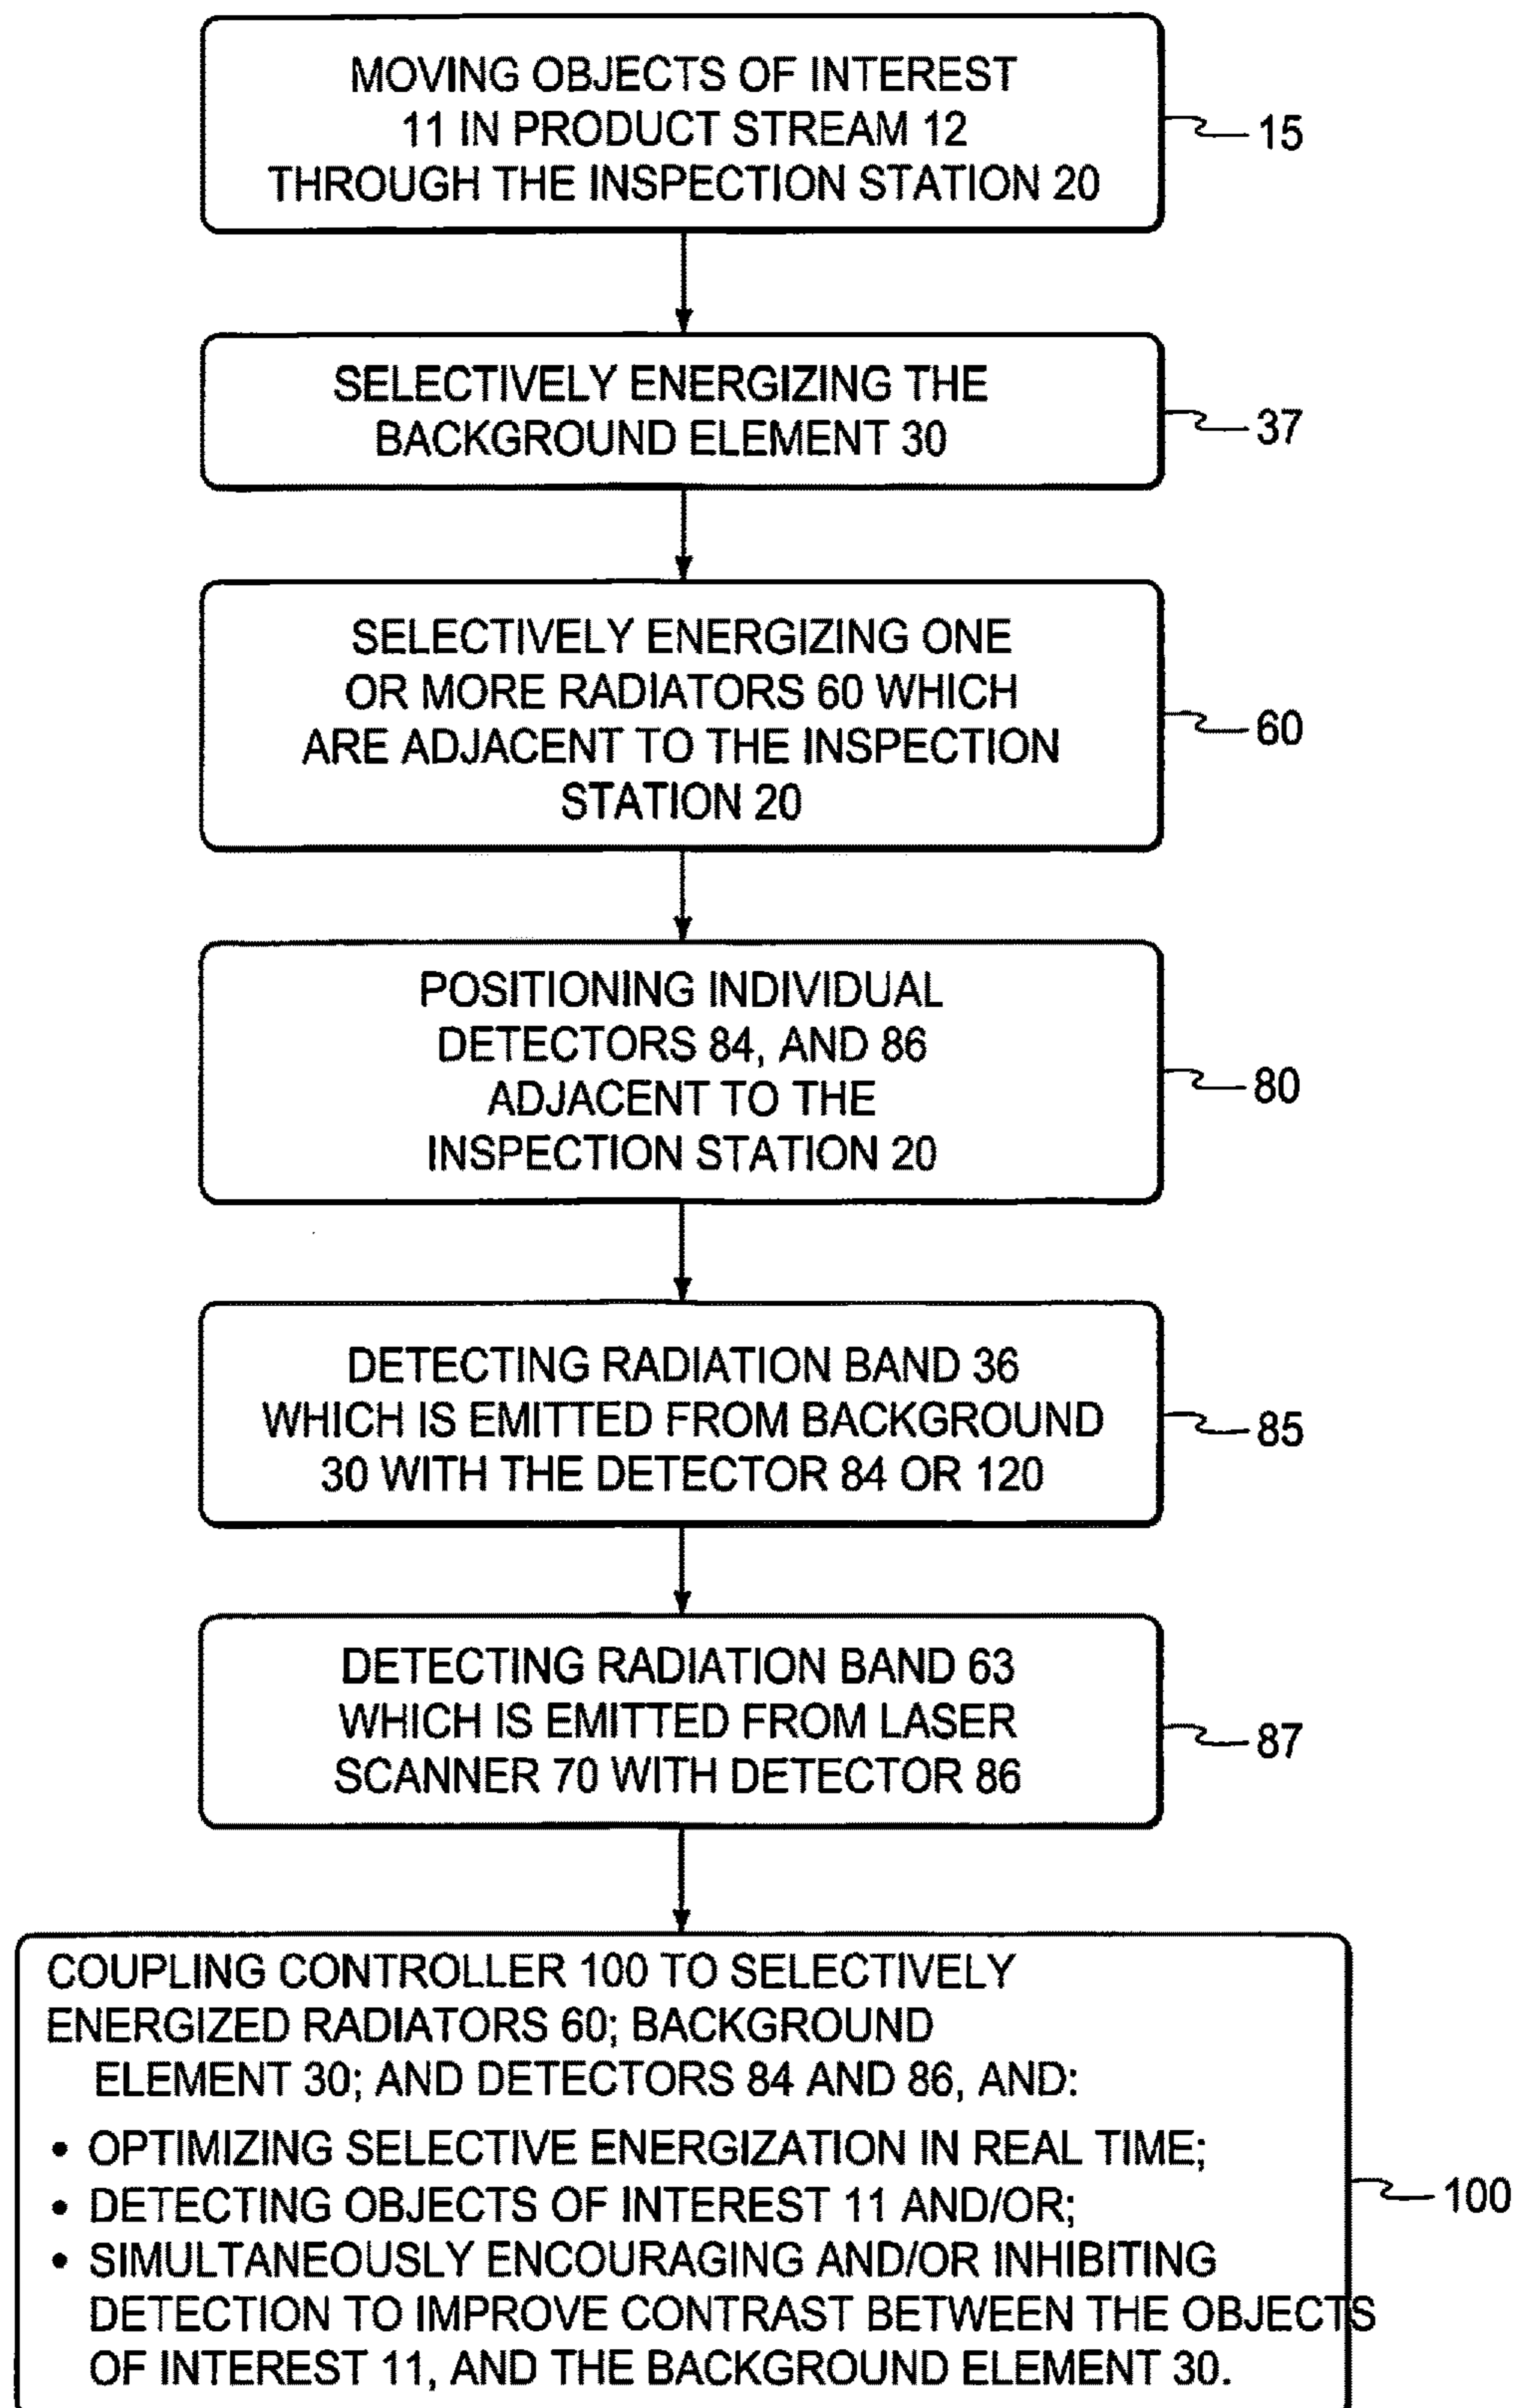 MOVING OBJECTS OF INTEREST
11 IN PRODUCT STREAM 12
THROUGH THE INSPECTION STATION 20
15
SELECTIVELY ENERGIZING THE
BACKGROUND ELEMENT 30
37
SELECTIVELY ENERGIZING ONE
OR MORE RADIATORS 60 WHICH
ARE ADJACENT TO THE INSPECTION
STATION 20
60
POSITIONING INDIVIDUAL
DETECTORS 84, AND 86
ADJACENT TO THE
INSPECTION STATION 20
80
DETECTING RADIATION BAND 36
WHICH IS EMITTED FROM BACKGROUND
30 WITH THE DETECTOR 84 OR 120
85
DETECTING RADIATION BAND 63
WHICH IS EMITTED FROM LASER
SCANNER 70 WITH DETECTOR 86
87
COUPLING CONTROLLER 100 TO SELECTIVELY
ENERGIZED RADIATORS 60; BACKGROUND
ELEMENT 30; AND DETECTORS 84 AND 86, AND:
• OPTIMIZING SELECTIVE ENERGIZATION IN REAL TIME;
• DETECTING OBJECTS OF INTEREST 11 AND/OR;
• SIMULTANEOUSLY ENCOURAGING AND/OR INHIBITING
DETECTION TO IMPROVE CONTRAST BETWEEN THE OBJECTS
OF INTEREST 11, AND THE BACKGROUND ELEMENT 30.
100